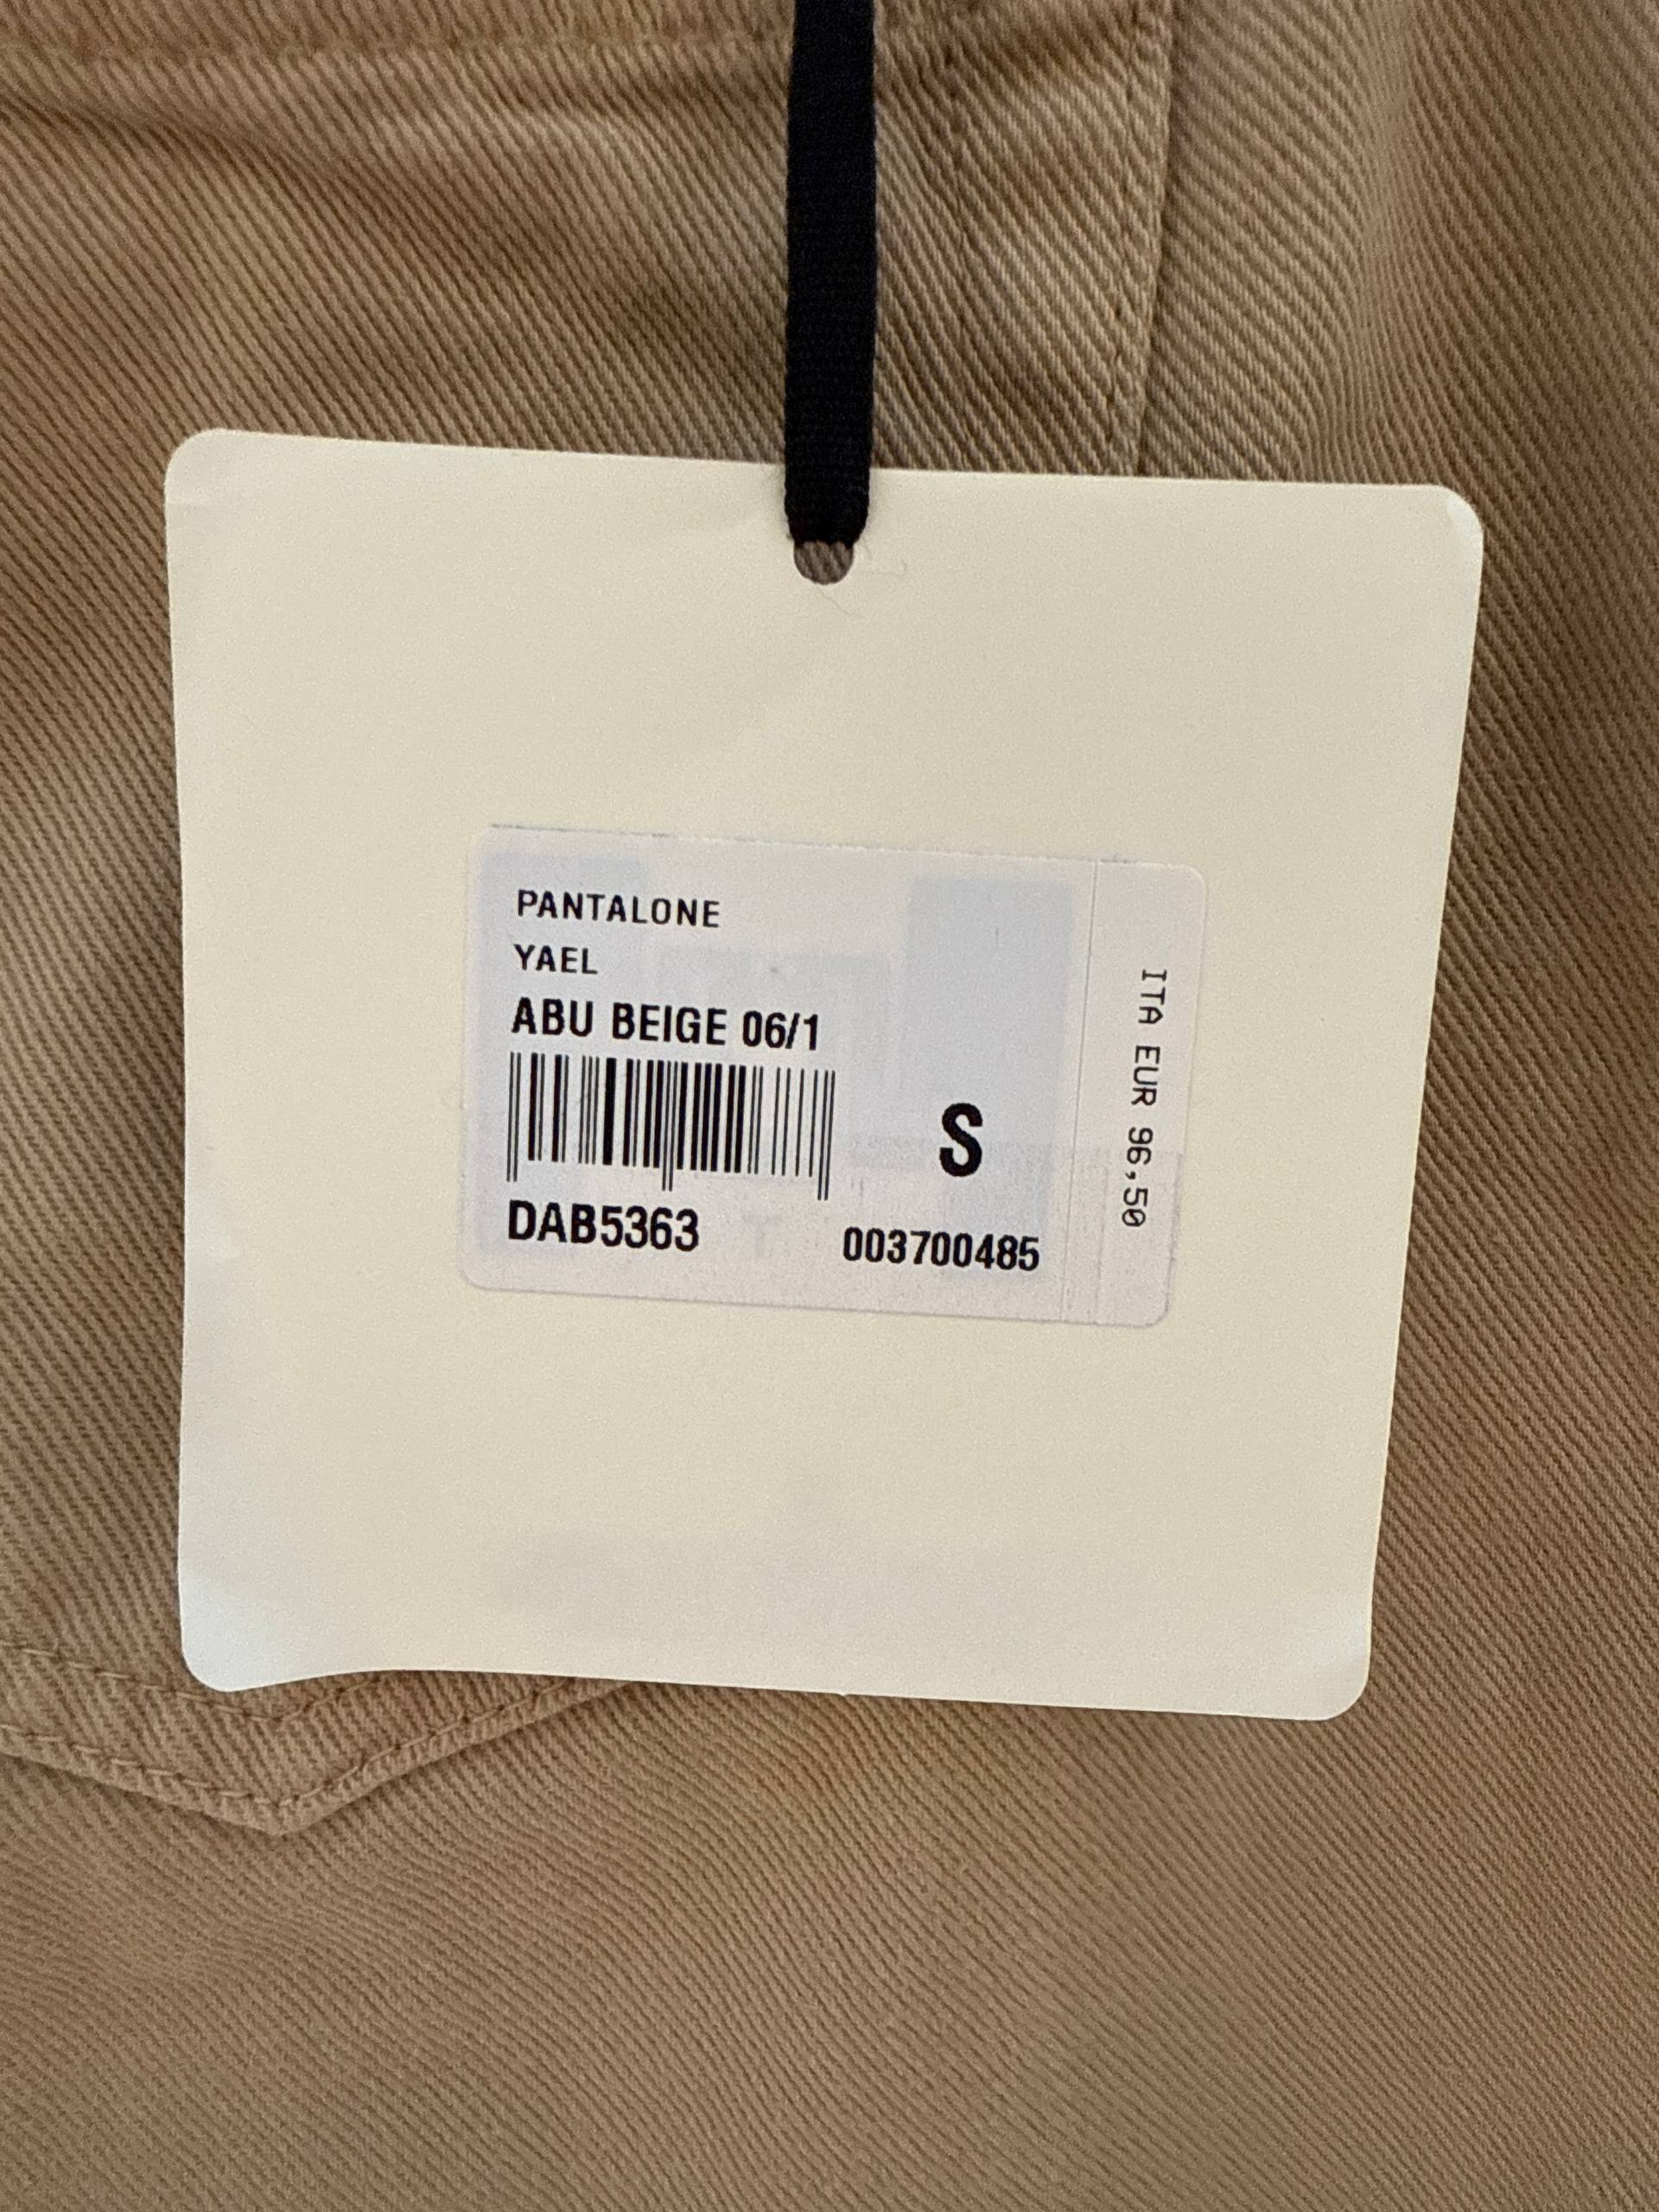 PANTALONE
YAEL
ABU BEIGE 06/1
S
DAB5363
003700485
ITA EUR 96,50